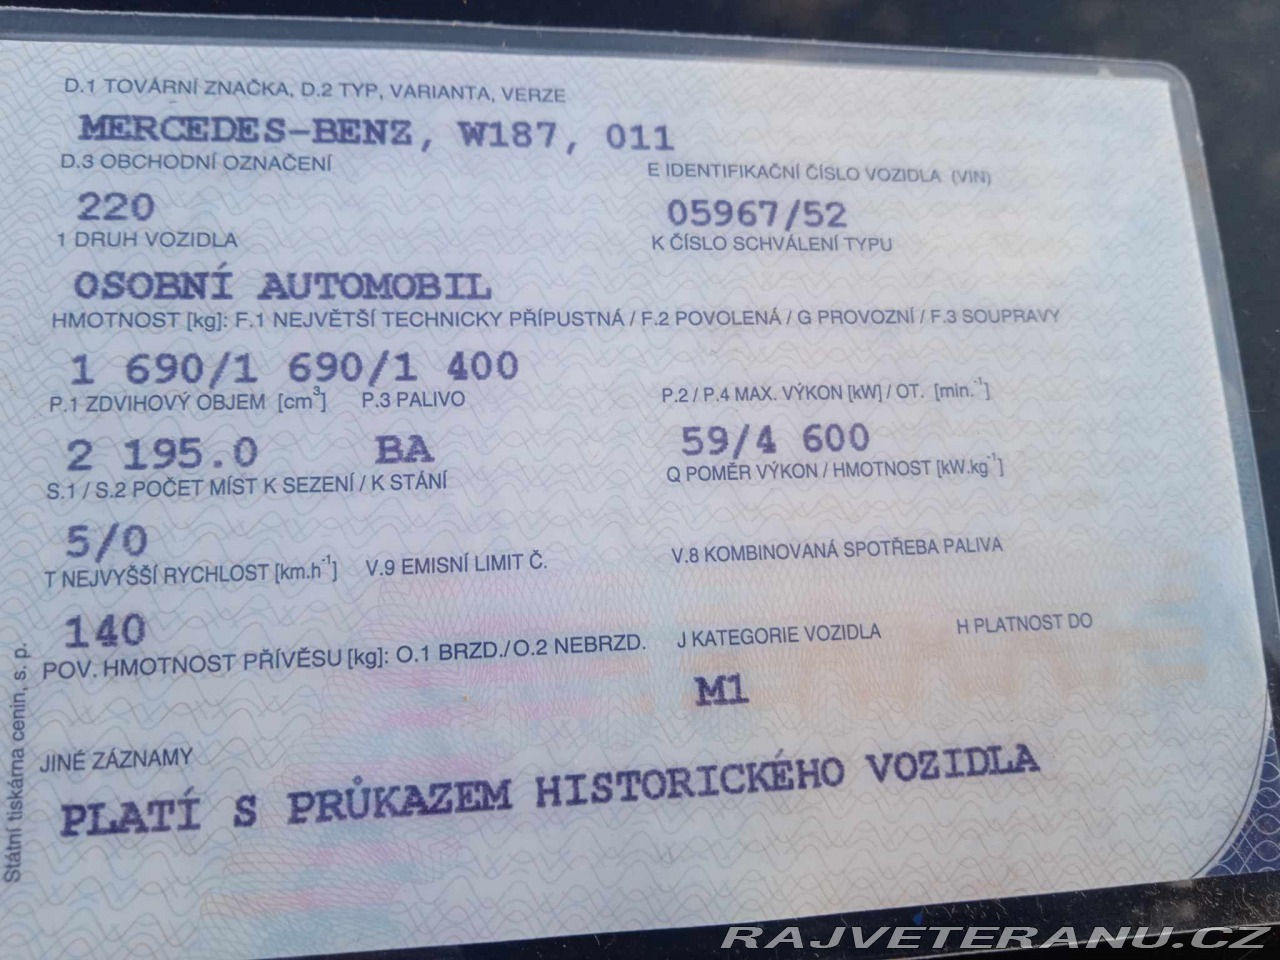 D.1 TOVÁRNÍ ZNAČKA, D.2 TYP, VARIANTA, VERZE
MERCEDES-BENZ, W187, 011
D.3 OBCHODNÍ OZNAČENÍ E IDENTIFIKAČNÍ ČÍSLO VOZIDLA (VIN)
220 05967/52
1 DRUH VOZIDLA K ČÍSLO SCHVÁLENÍ TYPU
OSOBNÍ AUTOMOBIL
HMOTNOST [kg]: F.1 NEJVĚTŠÍ TECHNICKY PŘÍPUSTNÁ / F.2 POVOLENÁ / G PROVOZNÍ / F.3 SOUPRAVY
1 690/1 690/1 400
P.1 ZDVIHOVÝ OBJEM [cm³] P.3 PALIVO P.2 / P.4 MAX. VÝKON [kW] / OT. [min.⁻¹]
2 195.0 BA 59/4 600
S.1 / S.2 POČET MÍST K SEZENÍ / K STÁNÍ Q POMĚR VÝKON / HMOTNOST [kW.kg⁻¹]
5/0
T NEJVYŠŠÍ RYCHLOST [km.h⁻¹] V.9 EMISNÍ LIMIT Č. V.8 KOMBINOVANÁ SPOTŘEBA PALIVA
140
POV. HMOTNOST PŘÍVĚSU [kg]: O.1 BRZD./O.2 NEBRZD. J KATEGORIE VOZIDLA H PLATNOST DO
M1
JINÉ ZÁZNAMY
PLATÍ S PRŮKAZEM HISTORICKÉHO VOZIDLA
Státní tiskárna cenin, s. p.
RAJVETERANU.CZ